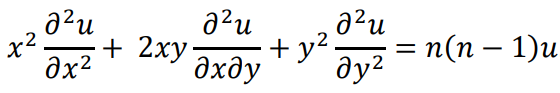 x² ∂²u/∂x² + 2xy ∂²u/∂x∂y + y² ∂²u/∂y² = n(n − 1)u